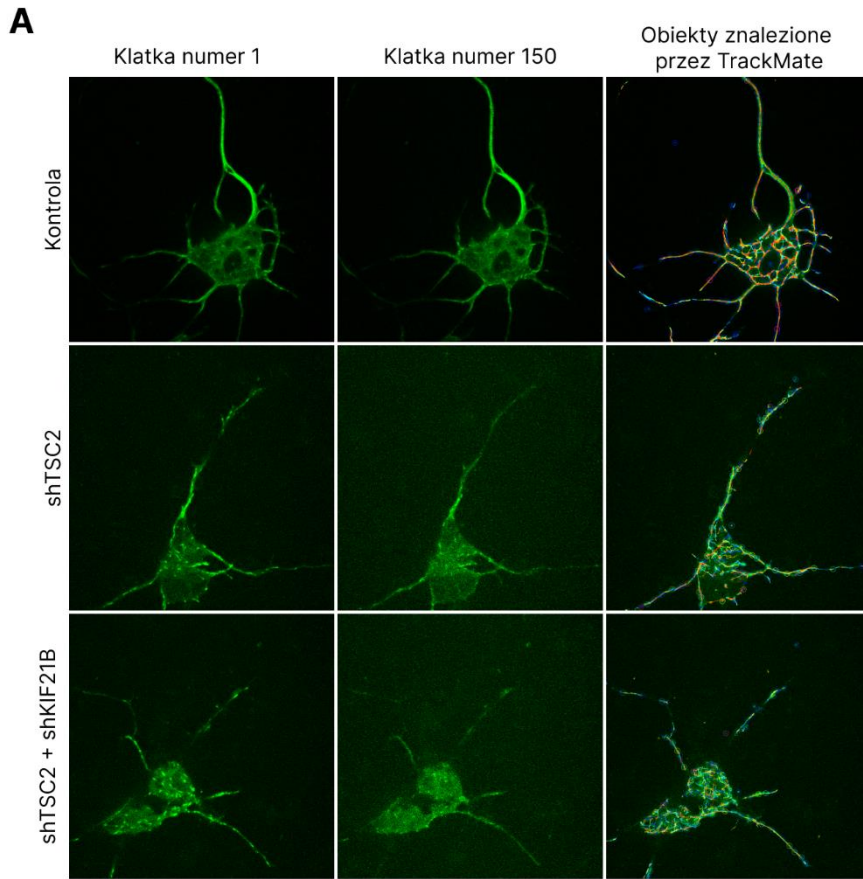 A
Klatka numer 1
Klatka numer 150
Obiekty znalezione
przez TrackMate
Kontrola
shTSC2
shTSC2 + shKIF21B